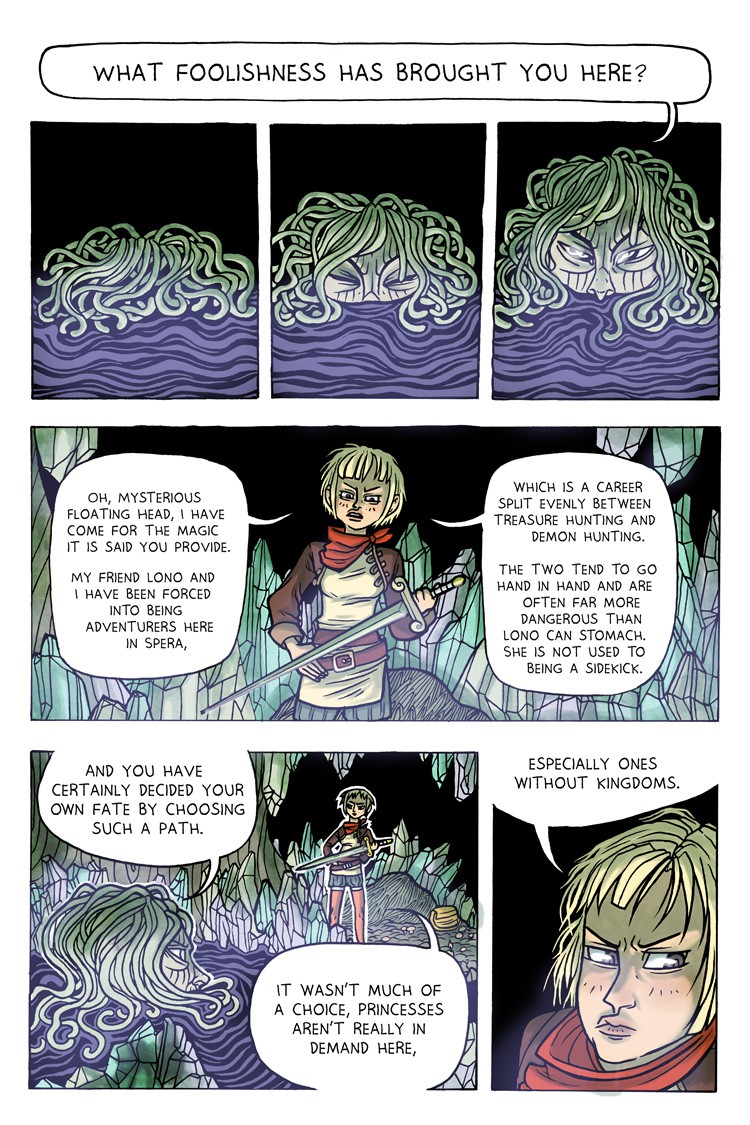 WHAT FOOLISHNESS HAS BROUGHT YOU HERE?
OH, MYSTERIOUS
FLOATING HEAD, I HAVE
COME FOR THE MAGIC
IT IS SAID YOU PROVIDE.
MY FRIEND LONO AND
I HAVE BEEN FORCED
INTO BEING
ADVENTURERS HERE
IN SPERA,
WHICH IS A CAREER
SPLIT EVENLY BETWEEN
TREASURE HUNTING AND
DEMON HUNTING.
THE TWO TEND TO GO
HAND IN HAND AND ARE
OFTEN FAR MORE
DANGEROUS THAN
LONO CAN STOMACH.
SHE IS NOT USED TO
BEING A SIDEKICK.
AND YOU HAVE
CERTAINLY DECIDED YOUR
OWN FATE BY CHOOSING
SUCH A PATH.
IT WASN'T MUCH OF
A CHOICE, PRINCESSES
AREN'T REALLY IN
DEMAND HERE,
ESPECIALLY ONES
WITHOUT KINGDOMS.